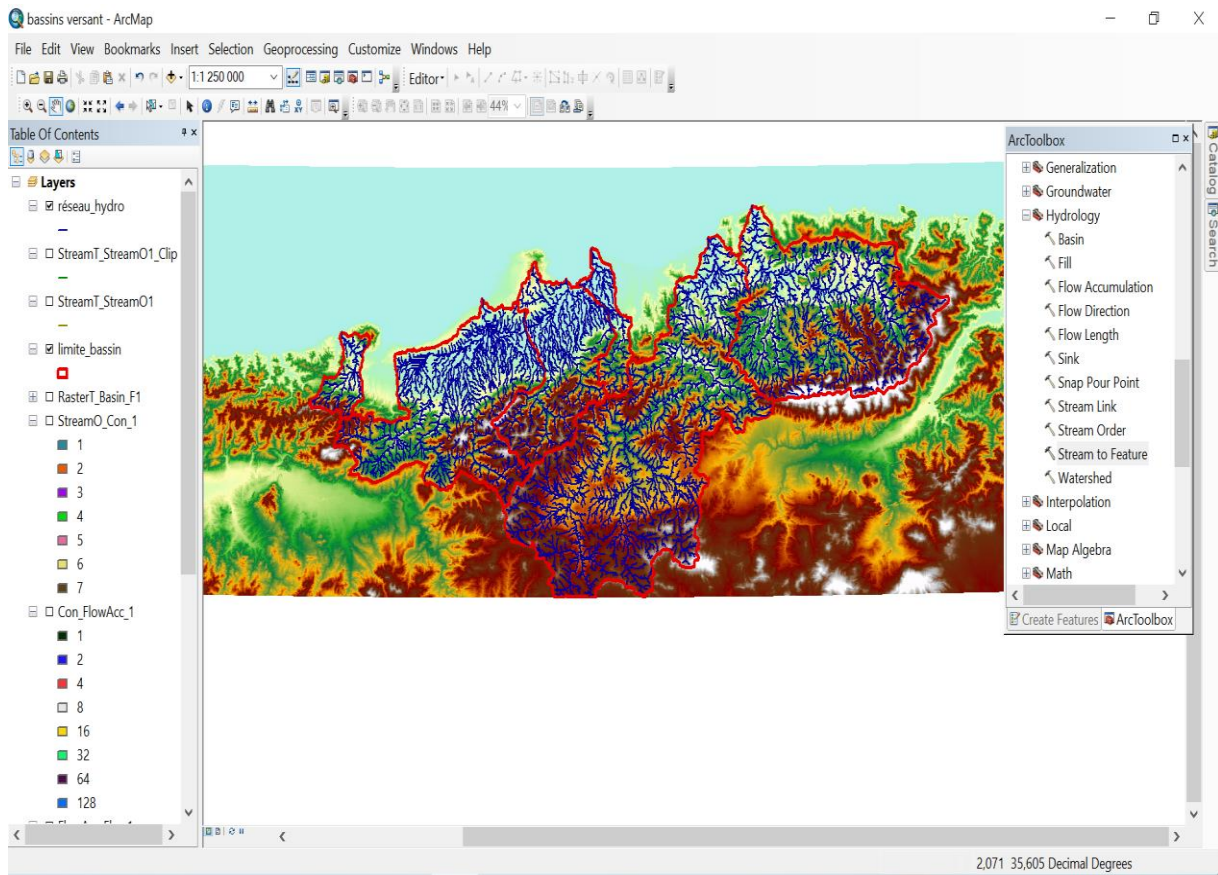 bassins versant - ArcMap
File Edit View Bookmarks Insert Selection Geoprocessing Customize Windows Help
1:1 250 000
Editor
44%
Table Of Contents
Layers
réseau_hydro
StreamT_StreamO1_Clip
StreamT_StreamO1
limite_bassin
RasterT_Basin_F1
StreamO_Con_1
1
2
3
4
5
6
7
Con_FlowAcc_1
1
2
4
8
16
32
64
128
ArcToolbox
Generalization
Groundwater
Hydrology
Basin
Fill
Flow Accumulation
Flow Direction
Flow Length
Sink
Snap Pour Point
Stream Link
Stream Order
Stream to Feature
Watershed
Interpolation
Local
Map Algebra
Math
Create Features
ArcToolbox
Catalog
Search
2,071 35,605 Decimal Degrees